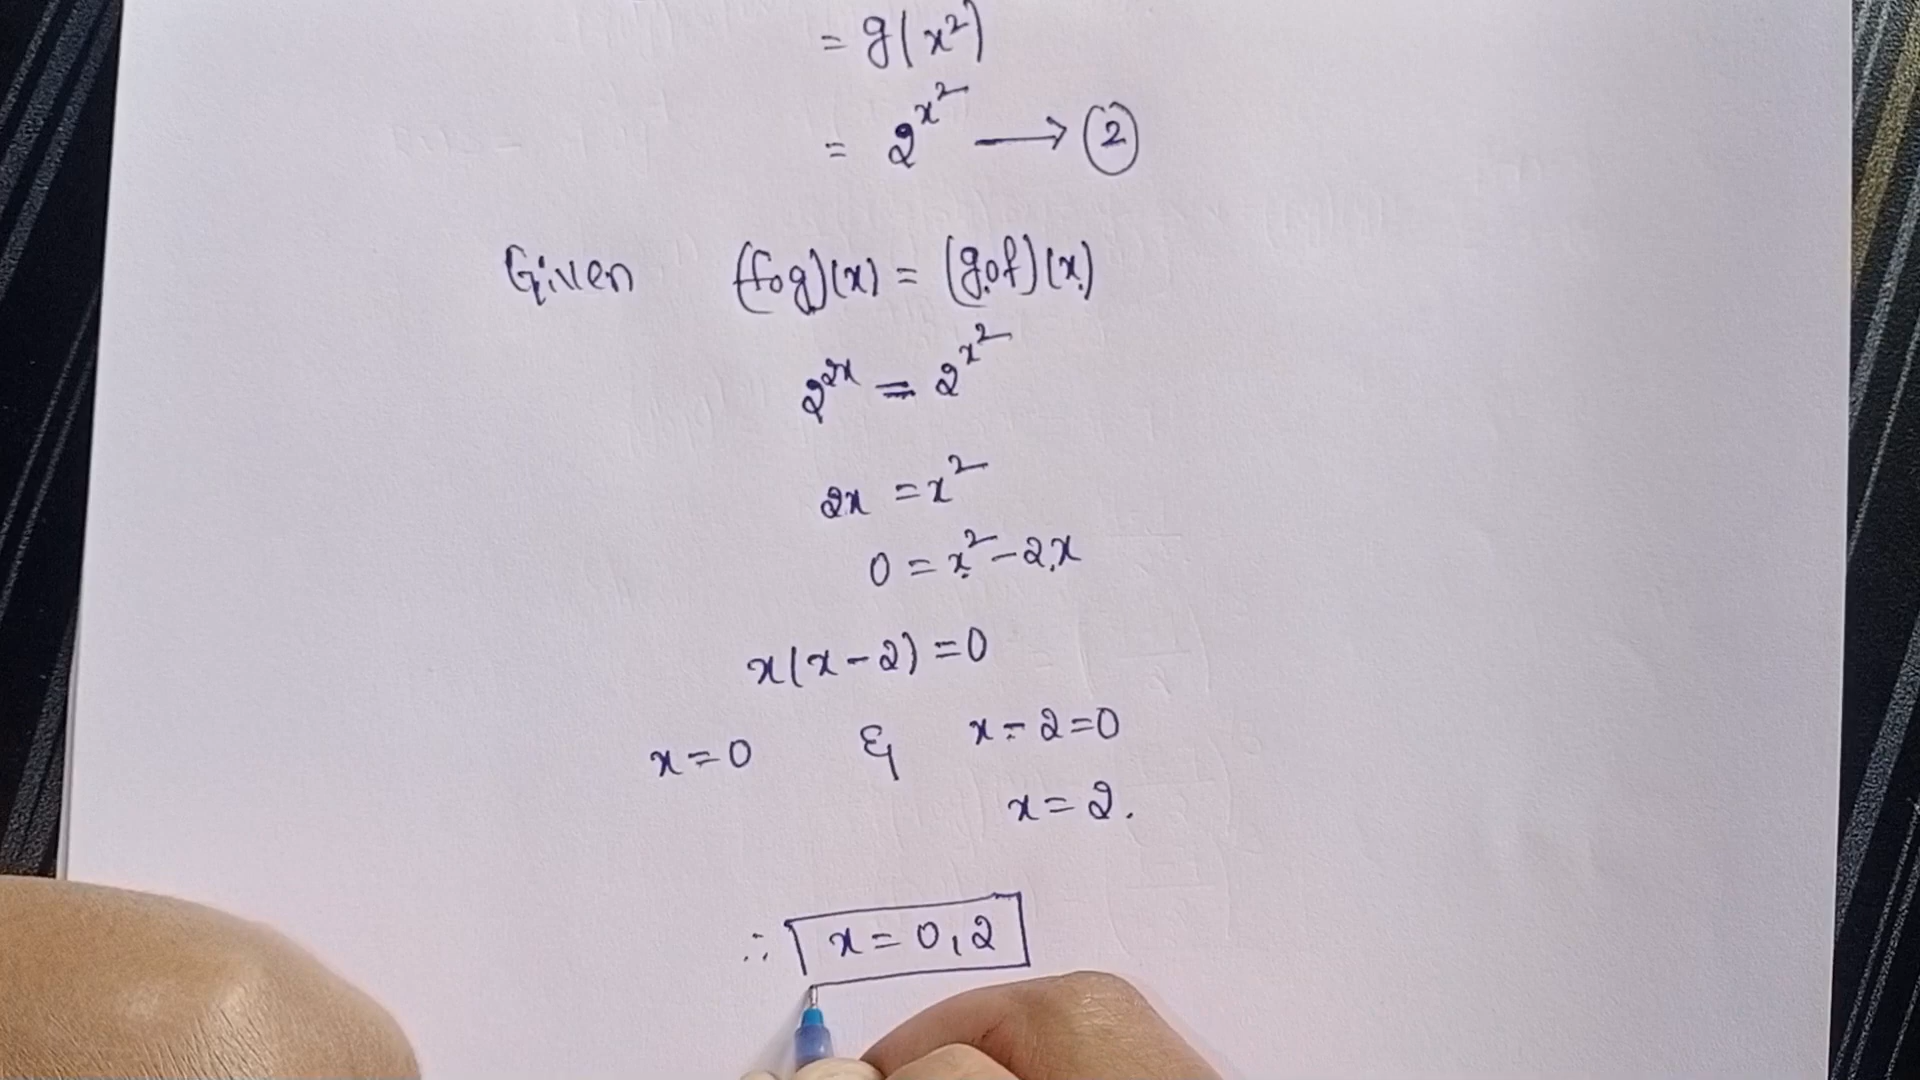 = g(x²)
= 2^x² → ②
Given (fog)(x) = (gof)(x)
2^2x = 2^x²
2x = x²
0 = x² - 2x
x(x-2) = 0
x = 0 & x - 2 = 0
x = 2.
∴ x = 0, 2